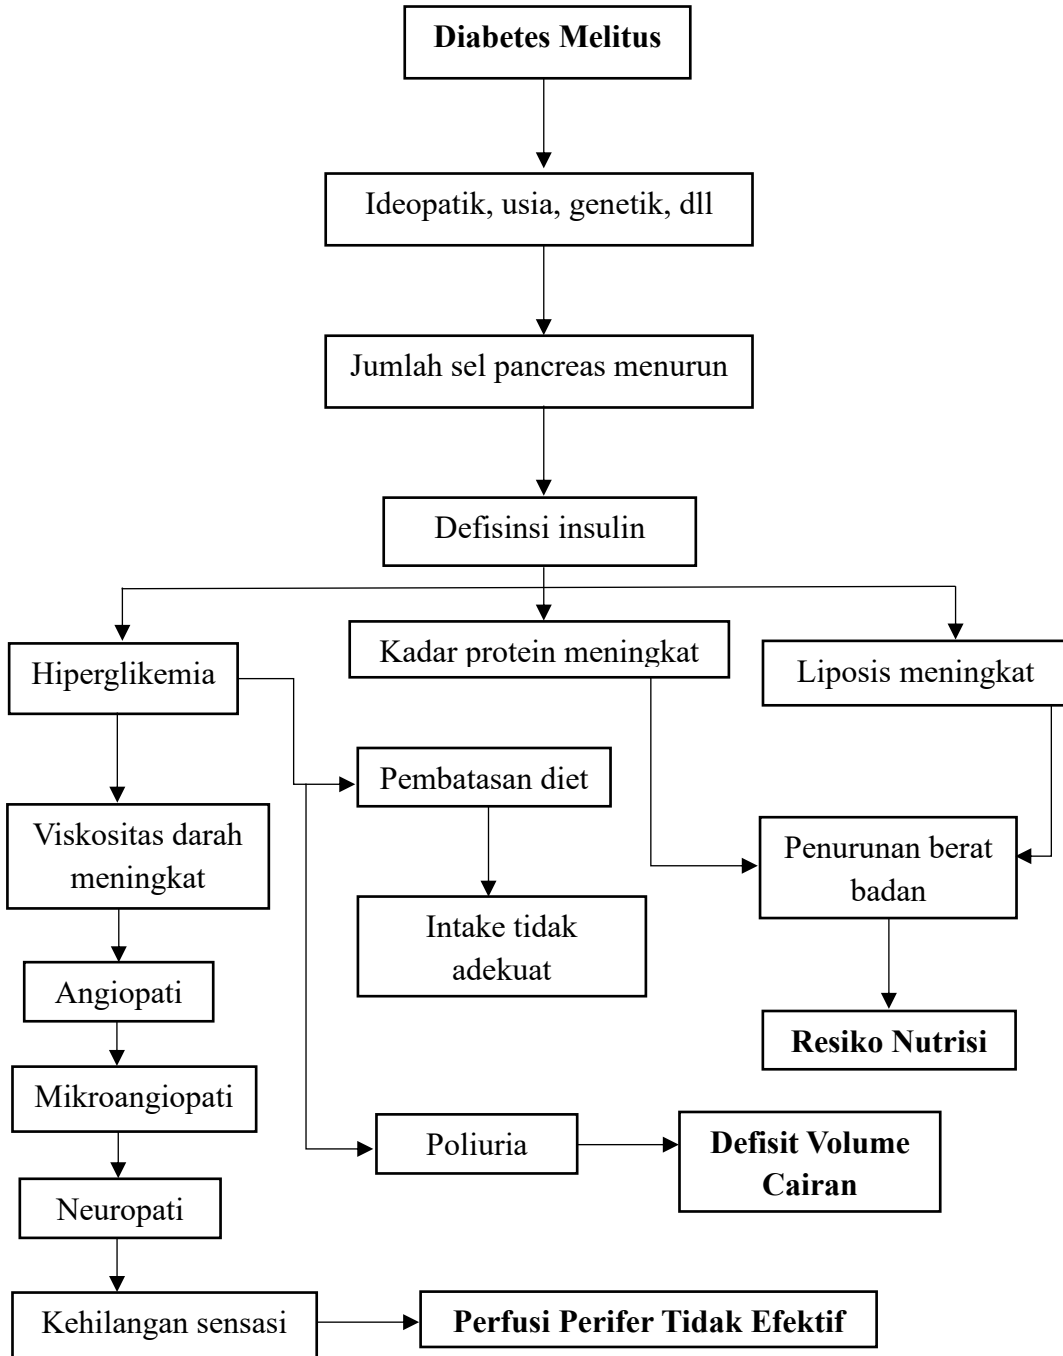 Diabetes Melitus
Ideopatik, usia, genetik, dll
Jumlah sel pancreas menurun
Defisinsi insulin
Hiperglikemia
Kadar protein meningkat
Liposis meningkat
Pembatasan diet
Viskositas darah
meningkat
Penurunan berat
badan
Intake tidak
adekuat
Angiopati
Resiko Nutrisi
Mikroangiopati
Poliuria
Defisit Volume
Cairan
Neuropati
Kehilangan sensasi
Perfusi Perifer Tidak Efektif